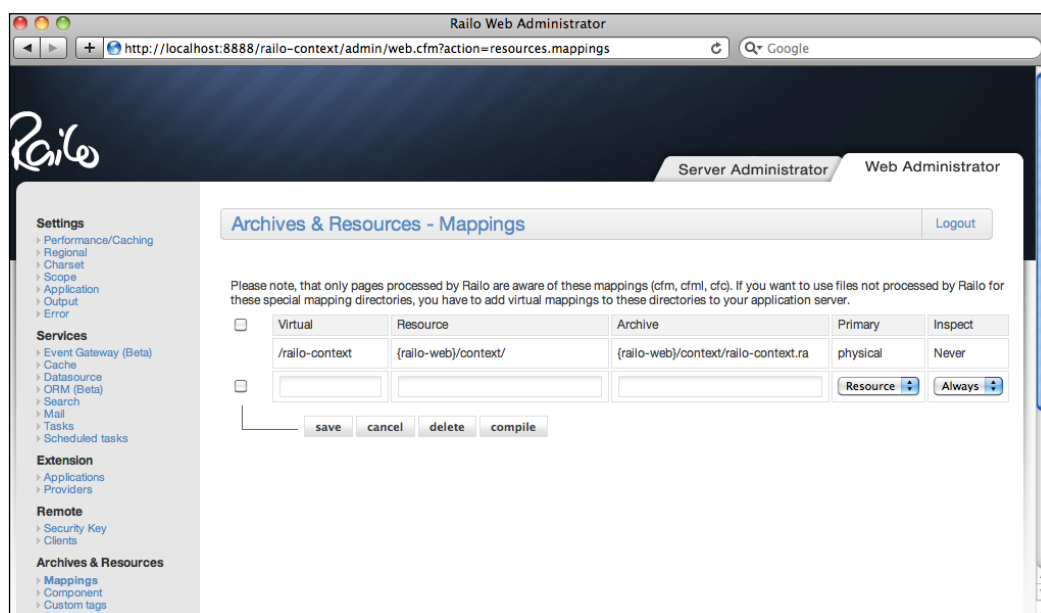 Railo Web Administrator
http://localhost:8888/railo-context/admin/web.cfm?action=resources.mappings
Google
Railo
Server Administrator
Web Administrator
Settings
Performance/Caching
Regional
Charset
Scope
Application
Output
Error
Services
Event Gateway (Beta)
Cache
Datasource
ORM (Beta)
Search
Mail
Tasks
Scheduled tasks
Extension
Applications
Providers
Remote
Security Key
Clients
Archives & Resources
Mappings
Component
Custom tags
Archives & Resources - Mappings
Logout
Please note, that only pages processed by Railo are aware of these mappings (cfm, cfml, cfc). If you want to use files not processed by Railo for
these special mapping directories, you have to add virtual mappings to these directories to your application server.
Virtual Resource Archive Primary Inspect
/railo-context {railo-web}/context/ {railo-web}/context/railo-context.ra physical Never
Resource Always
save cancel delete compile